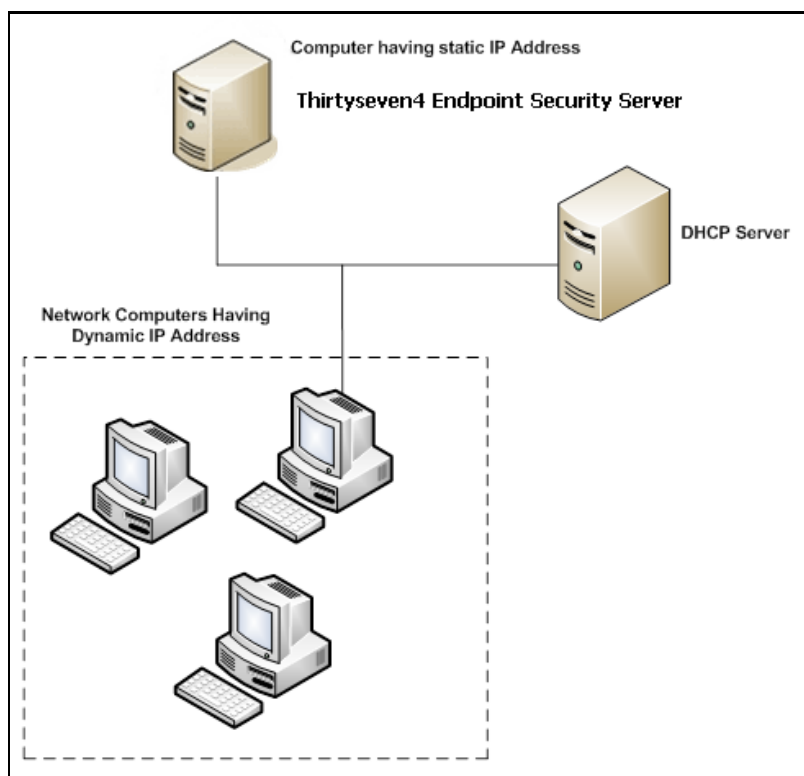 Computer having static IP Address
Thirtyseven4 Endpoint Security Server
DHCP Server
Network Computers Having
Dynamic IP Address